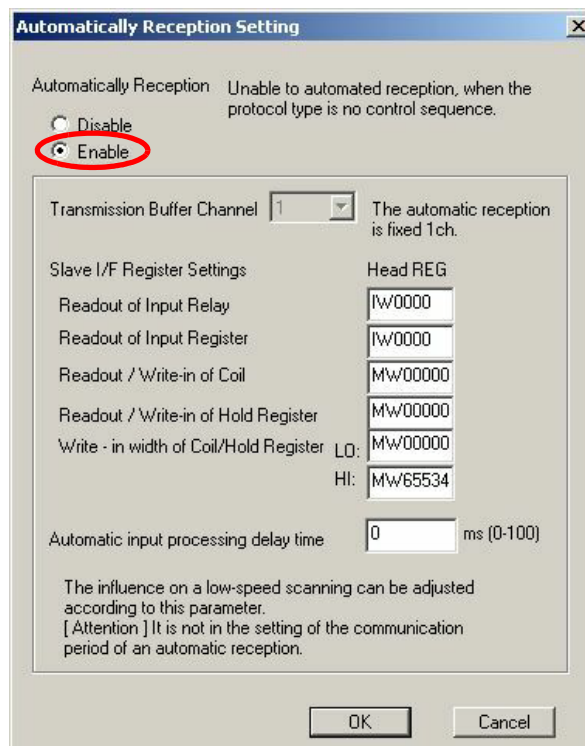 Automatically Reception Setting
Automatically Reception
Unable to automated reception, when the
protocol type is no control sequence.
Disable
Enable
Transmission Buffer Channel 1
The automatic reception
is fixed 1ch.
Slave I/F Register Settings Head REG
Readout of Input Relay IW0000
Readout of Input Register IW0000
Readout / Write-in of Coil MW00000
Readout / Write-in of Hold Register MW00000
Write - in width of Coil/Hold Register LO: MW00000
HI: MW65534
Automatic input processing delay time 0 ms (0-100)
The influence on a low-speed scanning can be adjusted
according to this parameter.
[ Attention ] It is not in the setting of the communication
period of an automatic reception.
OK Cancel